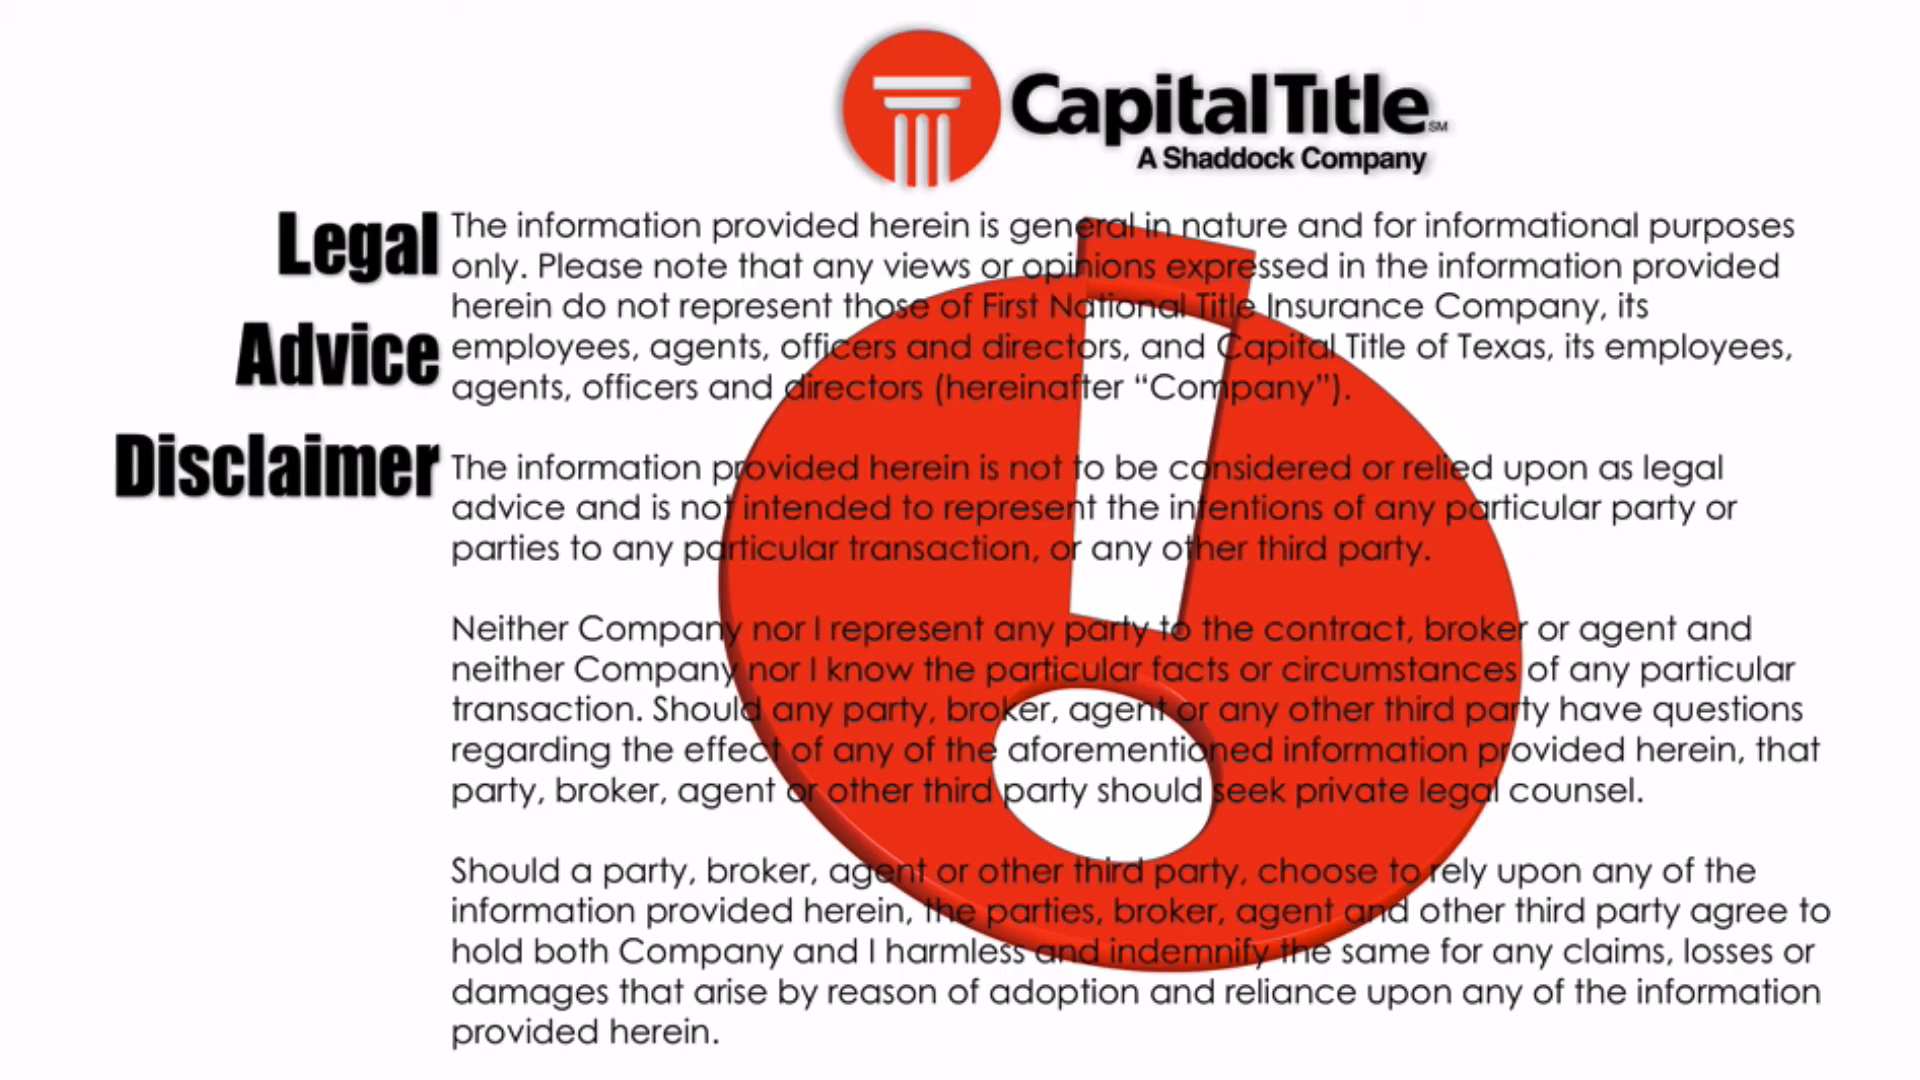 Capital Title SM
A Shaddock Company
Legal
Advice
Disclaimer
The information provided herein is general in nature and for informational purposes
only. Please note that any views or opinions expressed in the information provided
herein do not represent those of First National Title Insurance Company, its
employees, agents, officers and directors, and Capital Title of Texas, its employees,
agents, officers and directors (hereinafter “Company”).
The information provided herein is not to be considered or relied upon as legal
advice and is not intended to represent the intentions of any particular party or
parties to any particular transaction, or any other third party.
Neither Company nor I represent any party to the contract, broker or agent and
neither Company nor I know the particular facts or circumstances of any particular
transaction. Should any party, broker, agent or any other third party have questions
regarding the effect of any of the aforementioned information provided herein, that
party, broker, agent or other third party should seek private legal counsel.
Should a party, broker, agent or other third party, choose to rely upon any of the
information provided herein, the parties, broker, agent and other third party agree to
hold both Company and I harmless and indemnify the same for any claims, losses or
damages that arise by reason of adoption and reliance upon any of the information
provided herein.